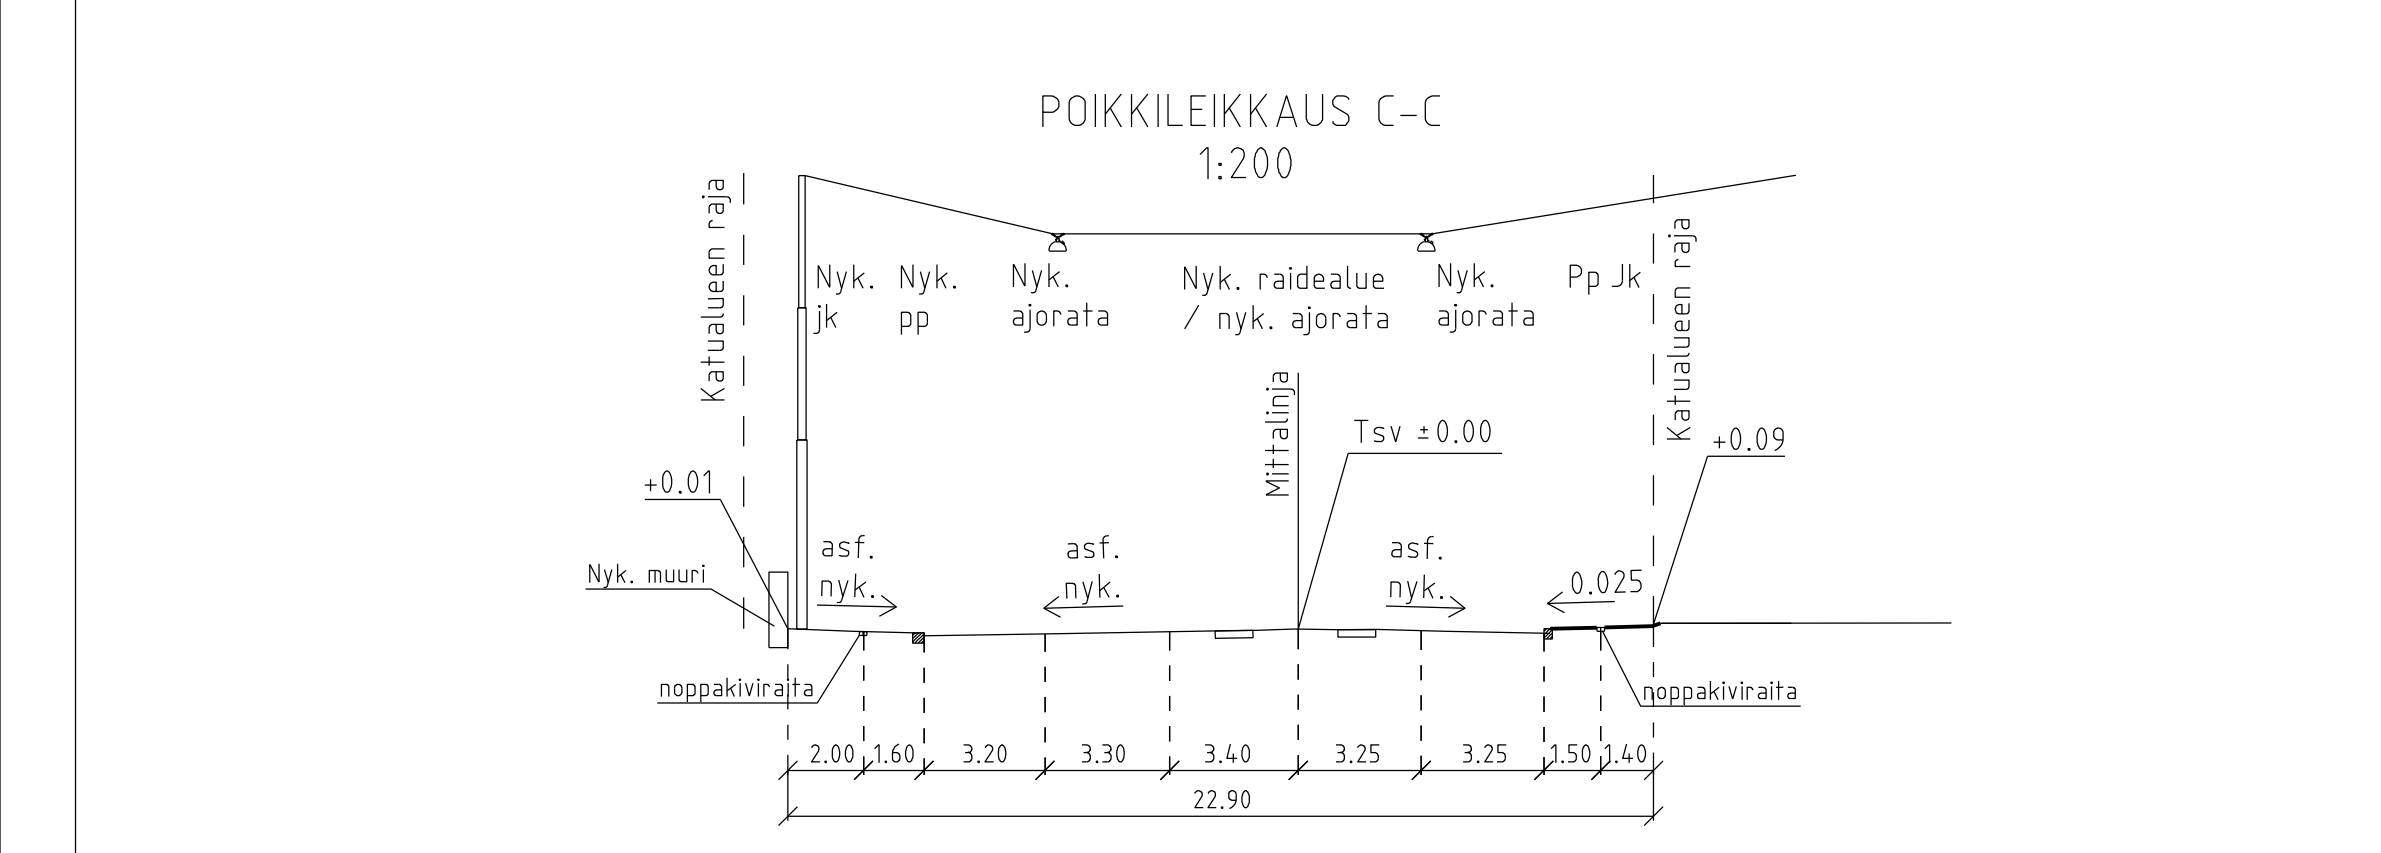 POIKKILEIKKAUS C-C
1:200
Katualueen raja
Nyk.
jk
Nyk.
pp
Nyk.
ajorata
Nyk. raidealue
/ nyk. ajorata
Nyk.
ajorata
Pp Jk
Katualueen raja
Mittalinja
Tsv ±0.00
+0.09
+0.01
Nyk. muuri
asf.
nyk.
asf.
nyk.
asf.
nyk.
0.025
noppakiviraita
noppakiviraita
2.00 1.60 3.20 3.30 3.40 3.25 3.25 1.50 1.40
22.90